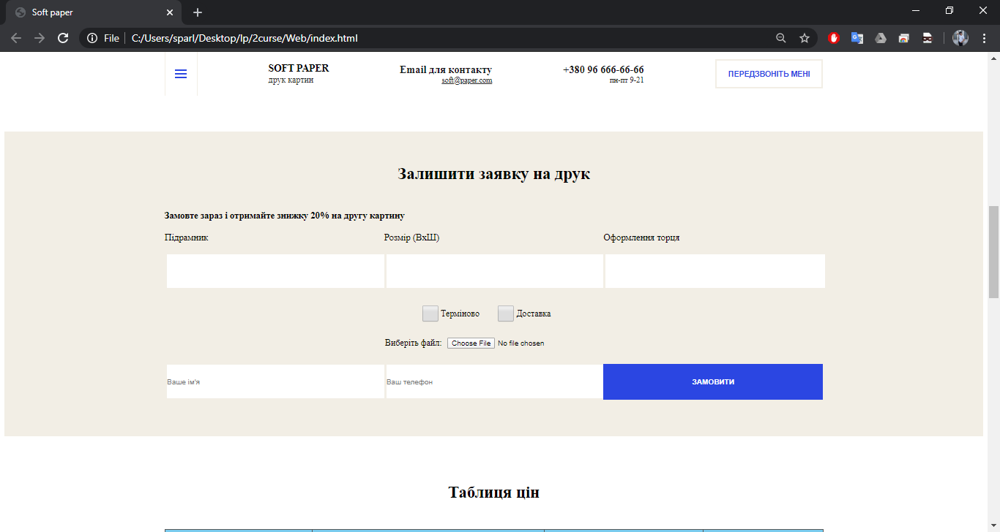 Soft paper
File
C:/Users/sparl/Desktop/lp/2curse/Web/index.html
SOFT PAPER
друк картин
Email для контакту
soft@paper.com
+380 96 666-66-66
пн-пт 9-21
ПЕРЕДЗВОНІТЬ МЕНІ
Залишити заявку на друк
Замовте зараз і отримайте знижку 20% на другу картину
Підрамник
Розмір (ВхШ)
Оформлення торця
Терміново
Доставка
Виберіть файл:
Choose File
No file chosen
Ваше ім'я
Ваш телефон
ЗАМОВИТИ
Таблиця цін